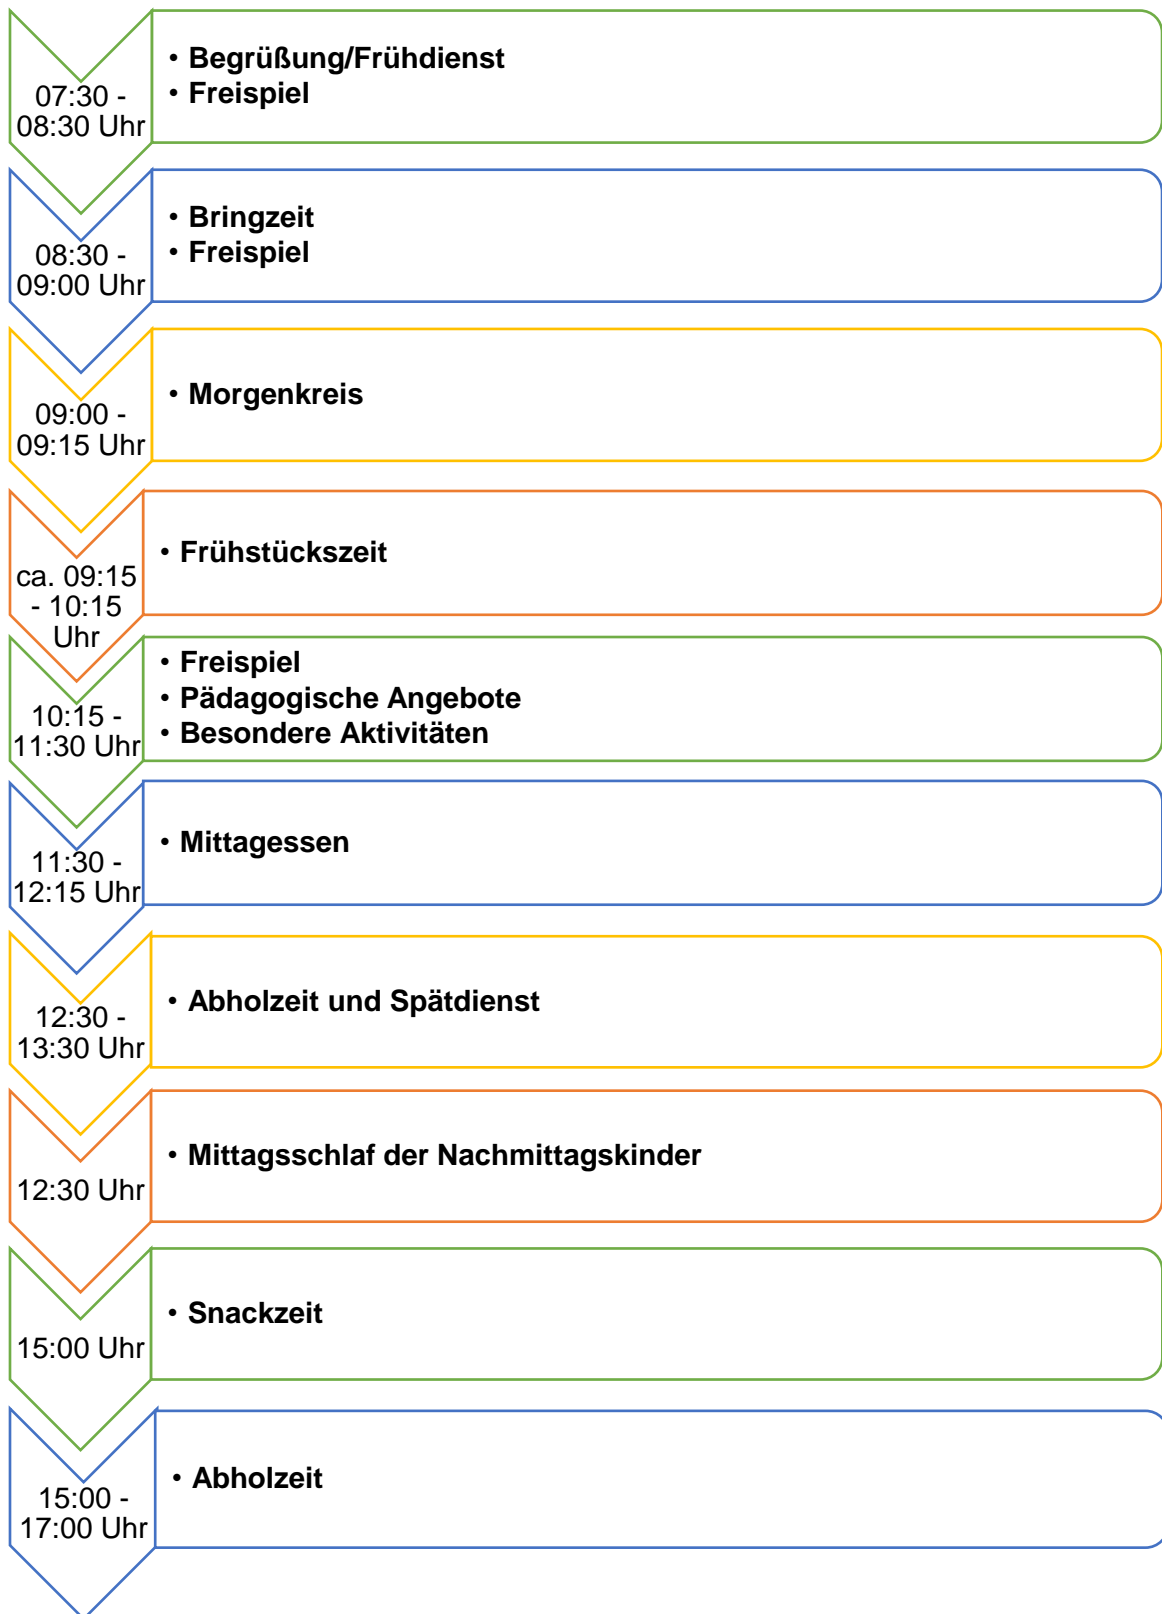 07:30 -
08:30 Uhr
• Begrüßung/Frühdienst
• Freispiel
08:30 -
09:00 Uhr
• Bringzeit
• Freispiel
09:00 -
09:15 Uhr
• Morgenkreis
ca. 09:15
- 10:15
Uhr
• Frühstückszeit
10:15 -
11:30 Uhr
• Freispiel
• Pädagogische Angebote
• Besondere Aktivitäten
11:30 -
12:15 Uhr
• Mittagessen
12:30 -
13:30 Uhr
• Abholzeit und Spätdienst
12:30 Uhr
• Mittagsschlaf der Nachmittagskinder
15:00 Uhr
• Snackzeit
15:00 -
17:00 Uhr
• Abholzeit